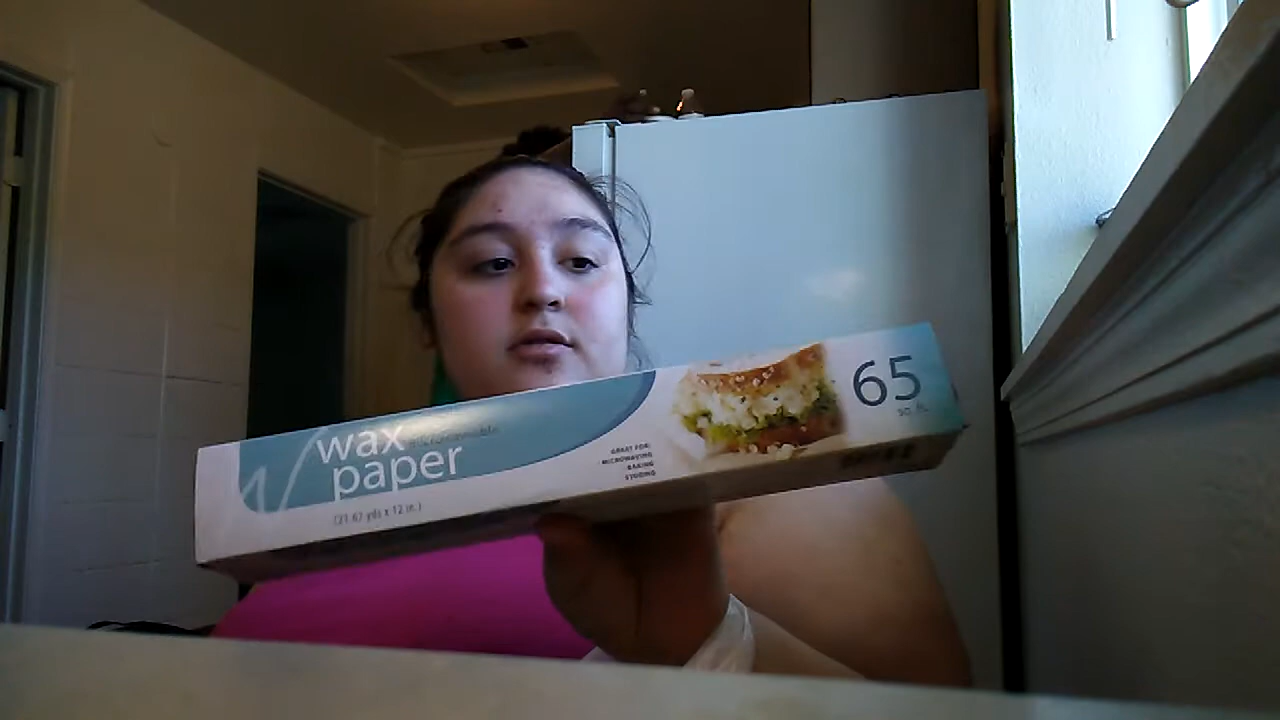 wax
paper
(21.67 yds x 12 in.)
GREAT FOR:
MICROWAVING
BAKING
STORING
65
sq. ft.